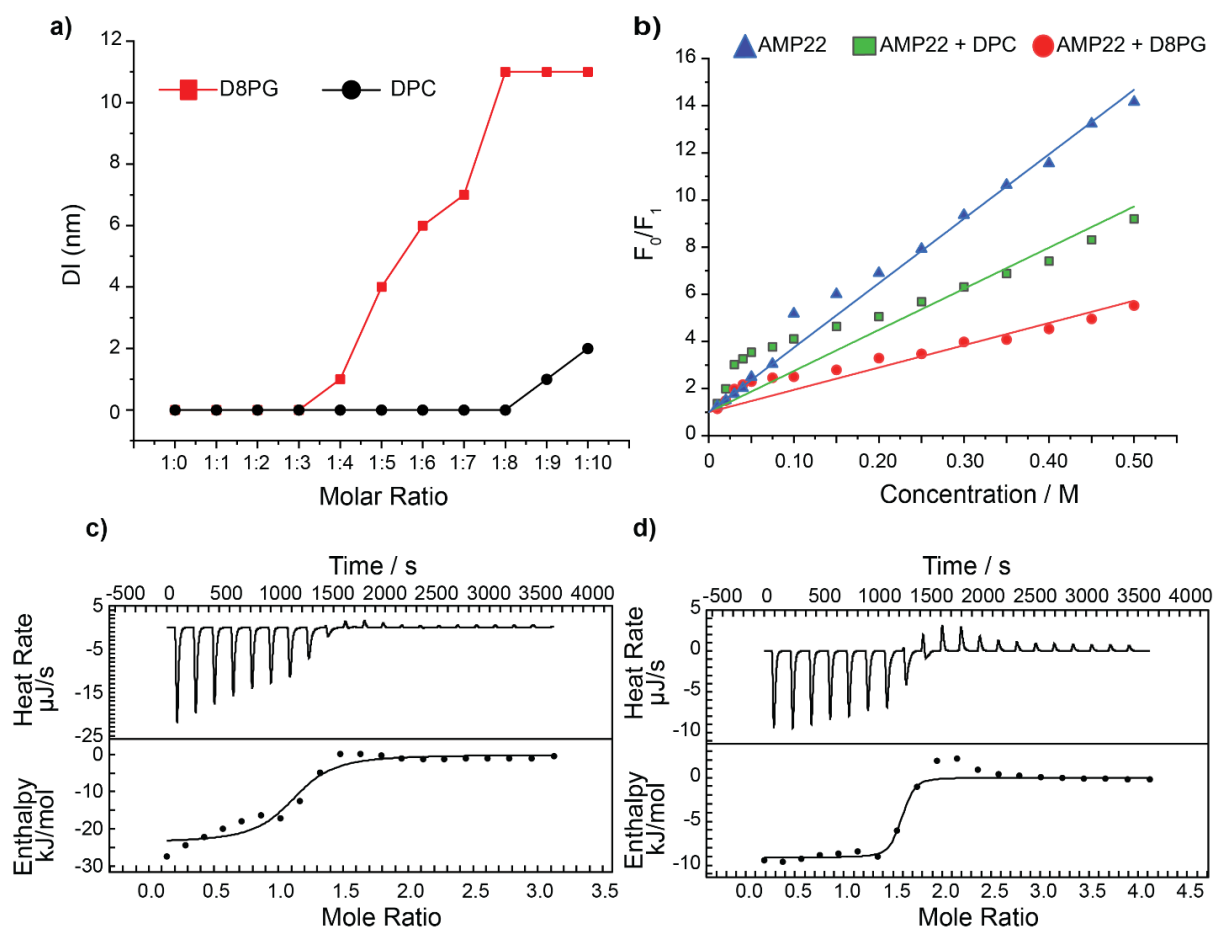 a)
12
10
8
6
4
2
0
DI (nm)
D8PG DPC
1:0 1:1 1:2 1:3 1:4 1:5 1:6 1:7 1:8 1:9 1:10
Molar Ratio
b)
AMP22 AMP22 + DPC AMP22 + D8PG
16
14
12
10
8
6
4
2
0
F0/F1
0 0.10 0.20 0.30 0.40 0.50
Concentration / M
c)
Time / s
-500 0 500 1000 1500 2000 2500 3000 3500 4000
5
-5
-15
-25
Heat Rate
µJ/s
0
-10
-20
-30
Enthalpy
kJ/mol
0.0 0.5 1.0 1.5 2.0 2.5 3.0 3.5
Mole Ratio
d)
Time / s
-500 0 500 1000 1500 2000 2500 3000 3500 4000
5
0
-5
-10
Heat Rate
µJ/s
0
-5
-10
Enthalpy
kJ/mol
0.0 0.5 1.0 1.5 2.0 2.5 3.0 3.5 4.0 4.5
Mole Ratio